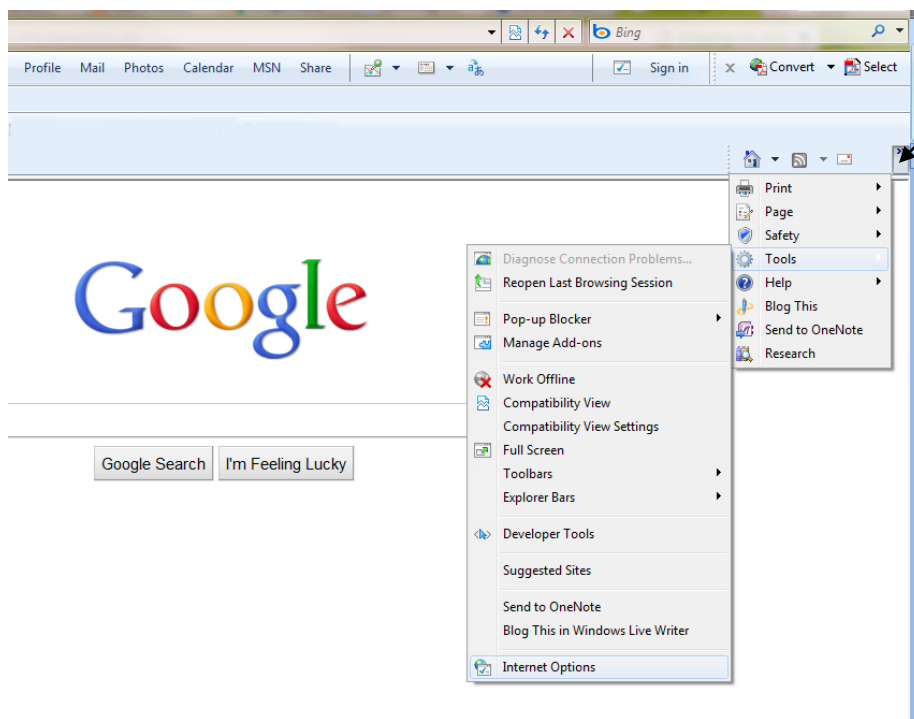 Bing
Profile Mail Photos Calendar MSN Share Sign in x Convert Select
Print
Page
Safety
Tools
Help
Blog This
Send to OneNote
Research
Diagnose Connection Problems...
Reopen Last Browsing Session
Pop-up Blocker
Manage Add-ons
Work Offline
Compatibility View
Compatibility View Settings
Full Screen
Toolbars
Explorer Bars
Developer Tools
Suggested Sites
Send to OneNote
Blog This in Windows Live Writer
Internet Options
Google
Google Search I'm Feeling Lucky